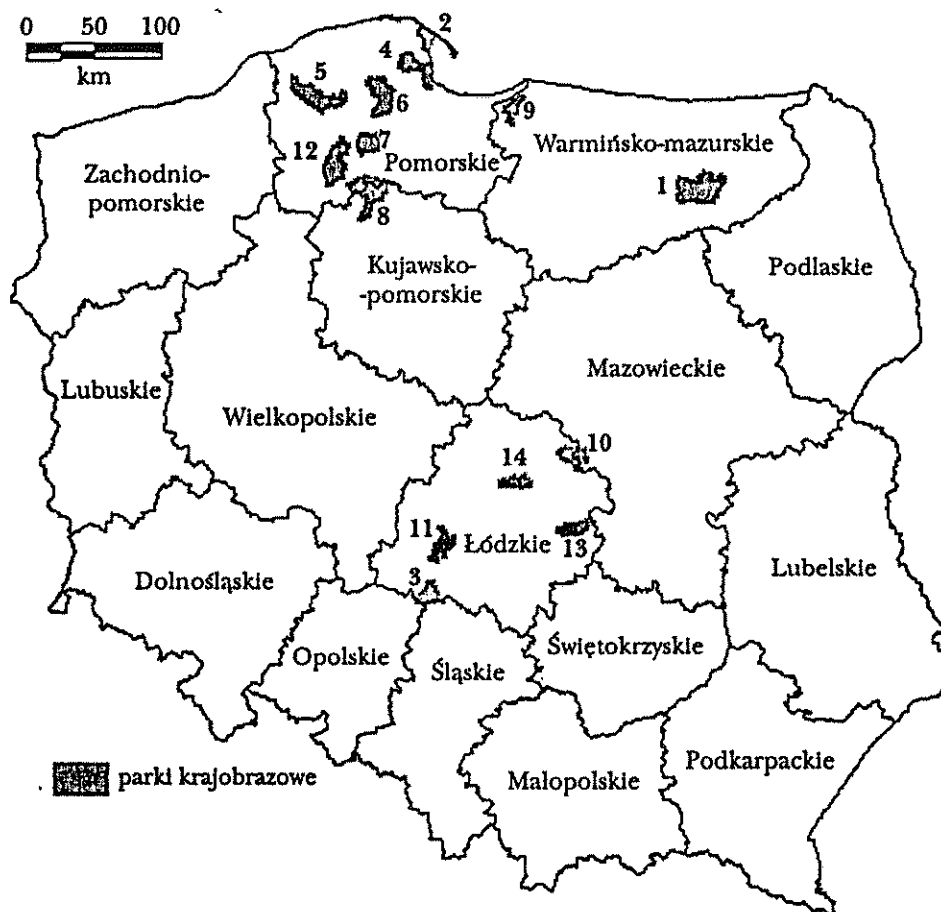 0 50 100
km
2
4
5
6
9
12
7
Pomorskie
Warmińsko-mazurskie
1
Zachodnio-
pomorskie
8
Kujawsko-
-pomorskie
Podlaskie
Mazowieckie
Lubuskie
Wielkopolskie
10
14
11
Łódzkie
13
Lubelskie
Dolnośląskie
3
Opolskie
Śląskie
Świętokrzyskie
parki krajobrazowe
Małopolskie
Podkarpackie